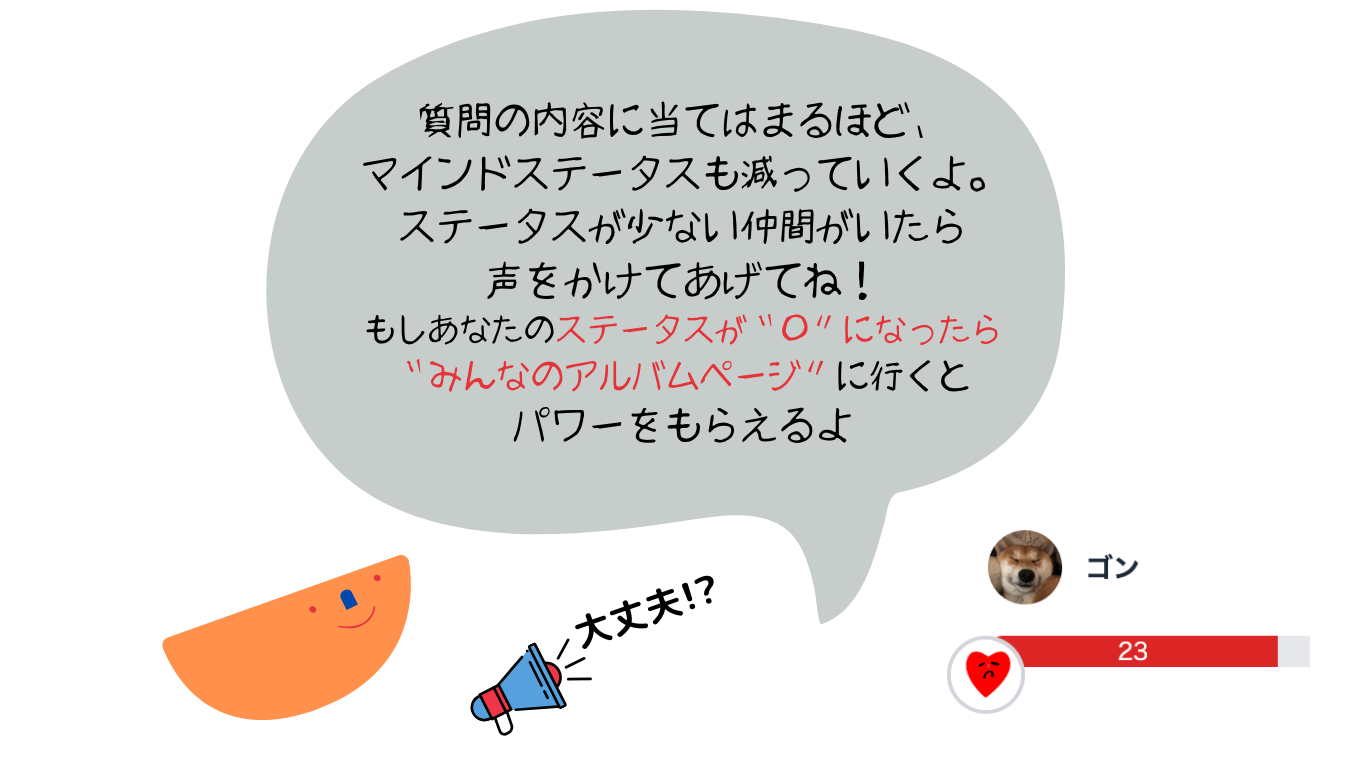 質問の内容に当てはまるほど、
マインドステータスも減っていくよ。
ステータスが少ない仲間がいたら
声をかけてあげてね！
もしあなたのステータスが〝0〟になったら
〝みんなのアルバムページ〟に行くと
パワーをもらえるよ
大丈夫!?
ゴン
23